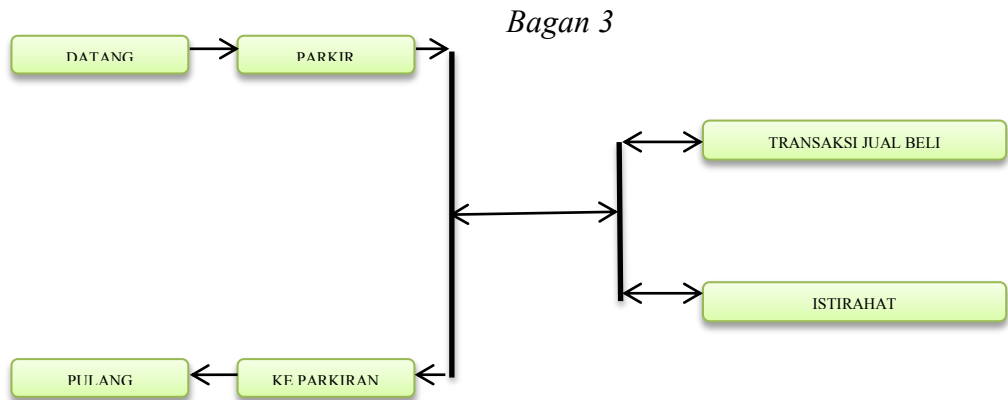 Bagan 3
DATANG
PARKIR
TRANSAKSI JUAL BELI
ISTIRAHAT
PULANG
KE PARKIRAN